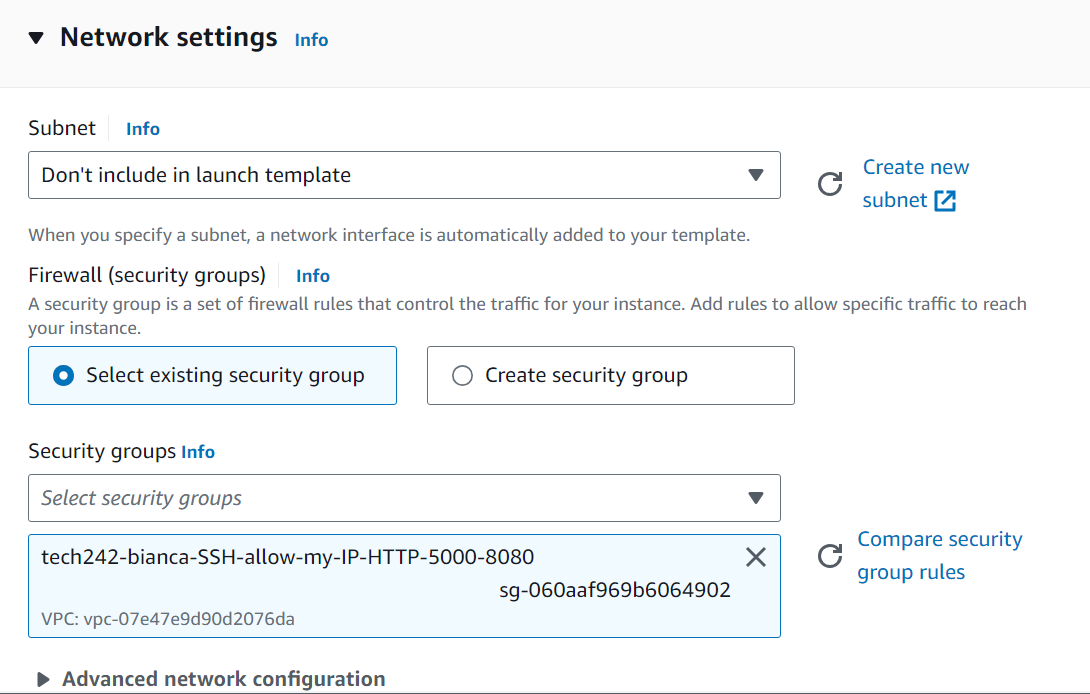 Network settings Info
Subnet Info
Don't include in launch template
Create new
subnet
When you specify a subnet, a network interface is automatically added to your template.
Firewall (security groups) Info
A security group is a set of firewall rules that control the traffic for your instance. Add rules to allow specific traffic to reach
your instance.
Select existing security group
Create security group
Security groups Info
Select security groups
tech242-bianca-SSH-allow-my-IP-HTTP-5000-8080
sg-060aaf969b6064902
VPC: vpc-07e47e9d90d2076da
Compare security
group rules
Advanced network configuration